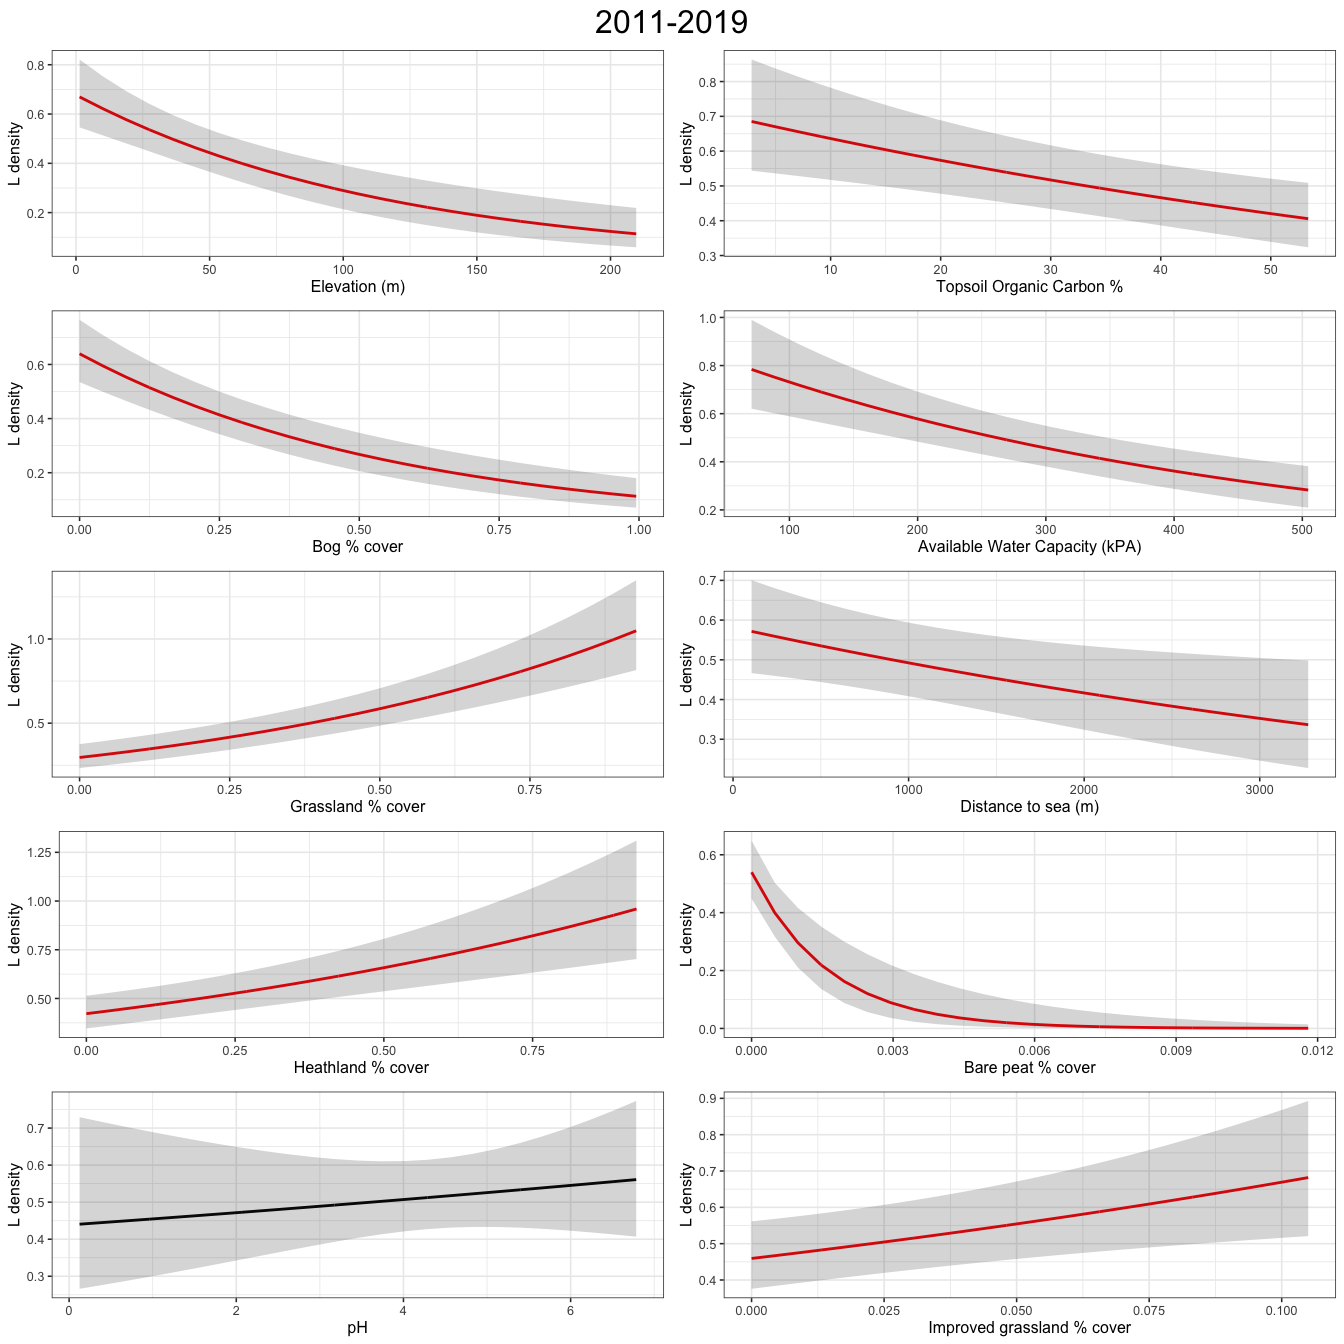 2011-2019
L density
0.8
0.6
0.4
0.2
0 50 100 150 200
Elevation (m)
L density
0.8
0.7
0.6
0.5
0.4
0.3
10 20 30 40 50
Topsoil Organic Carbon %
L density
0.6
0.4
0.2
0.00 0.25 0.50 0.75 1.00
Bog % cover
L density
1.0
0.8
0.6
0.4
0.2
100 200 300 400 500
Available Water Capacity (kPA)
L density
1.0
0.5
0.00 0.25 0.50 0.75
Grassland % cover
L density
0.7
0.6
0.5
0.4
0.3
0 1000 2000 3000
Distance to sea (m)
L density
1.25
1.00
0.75
0.50
0.00 0.25 0.50 0.75
Heathland % cover
L density
0.6
0.4
0.2
0.0
0.000 0.003 0.006 0.009 0.012
Bare peat % cover
L density
0.7
0.6
0.5
0.4
0.3
0 2 4 6
pH
L density
0.9
0.8
0.7
0.6
0.5
0.4
0.000 0.025 0.050 0.075 0.100
Improved grassland % cover